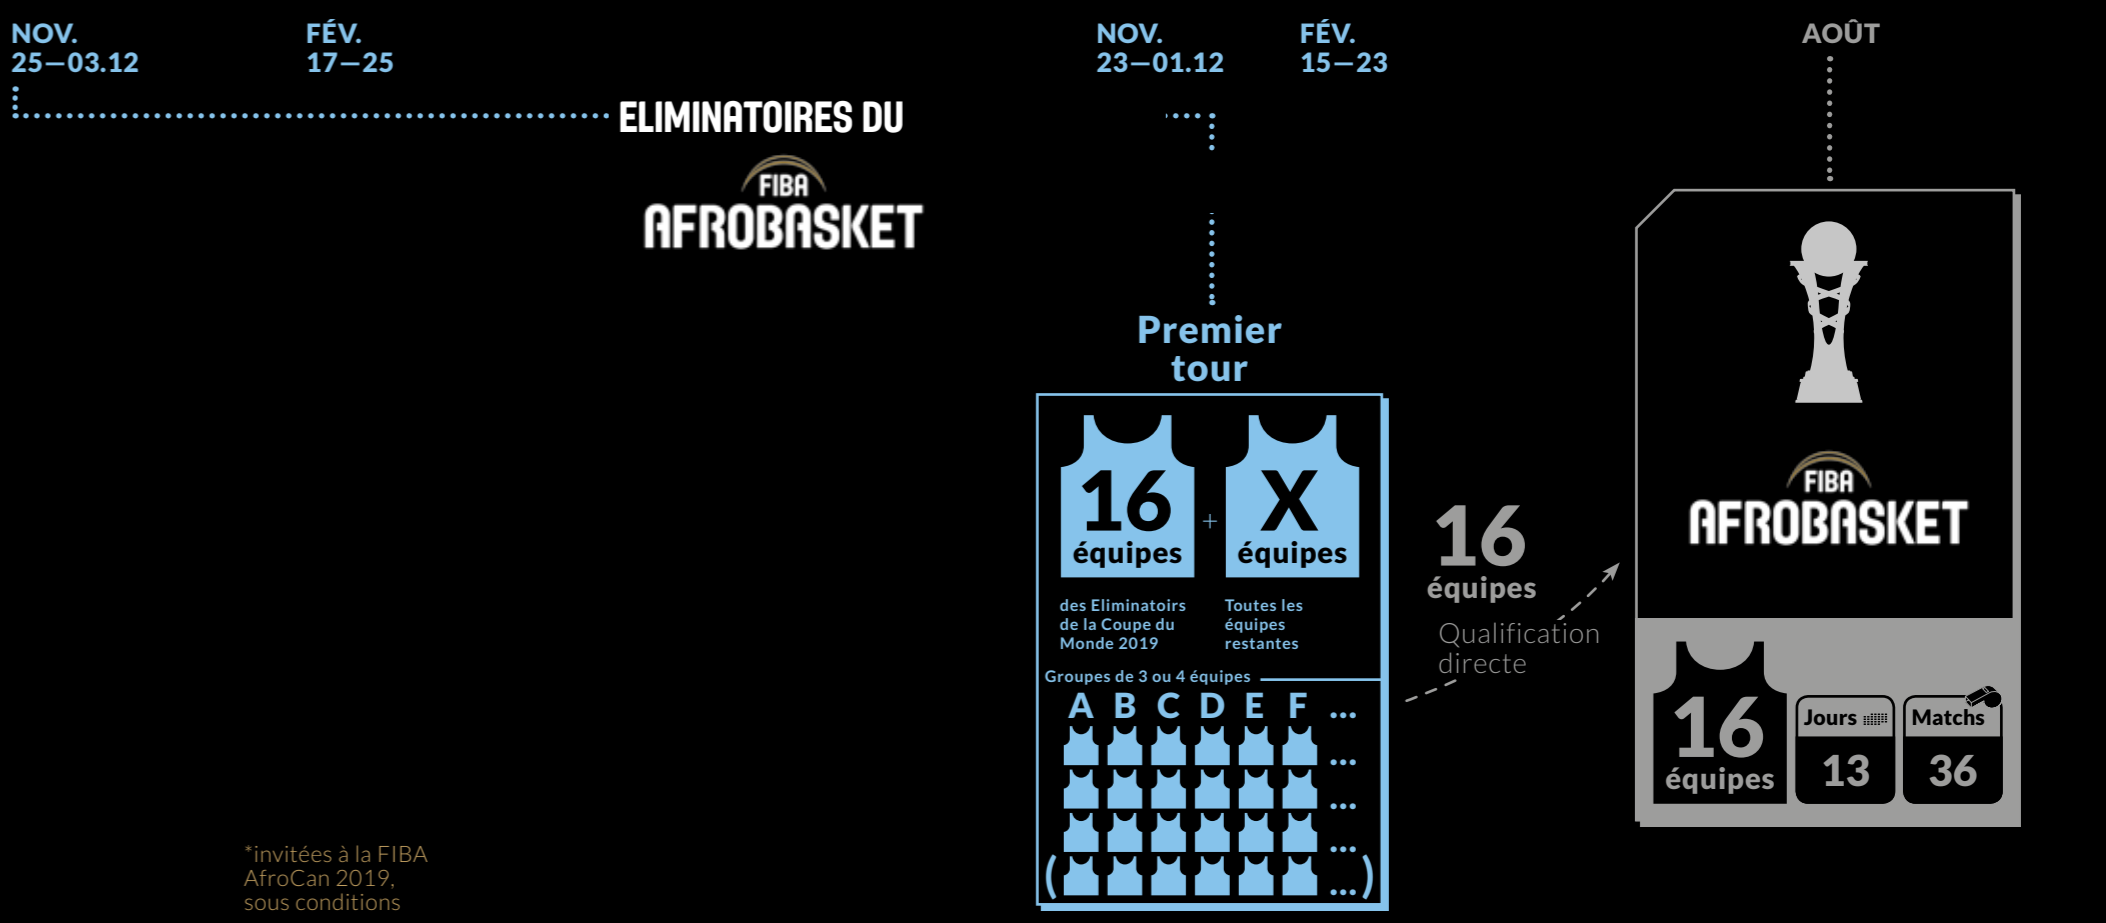 NOV.
25—03.12
FÉV.
17—25
NOV.
23—01.12
FÉV.
15—23
AOÛT
ELIMINATOIRES DU
FIBA
AFROBASKET
Premier
tour
16
équipes
+
X
équipes
des Eliminatoirs
de la Coupe du
Monde 2019
Toutes les
équipes
restantes
Groupes de 3 ou 4 équipes
A B C D E F ...
...
...
...
( ... )
16
équipes
Qualification
directe
FIBA
AFROBASKET
16
équipes
Jours
13
Matchs
36
*invitées à la FIBA
AfroCan 2019,
sous conditions